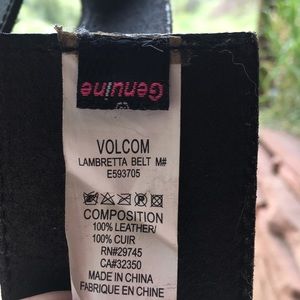 Genuine
VOLCOM
LAMBRETTA BELT M#
E593705
COMPOSITION
100% LEATHER/
100% CUIR
RN#29745
CA#32350
MADE IN CHINA
FABRIQUE EN CHINE